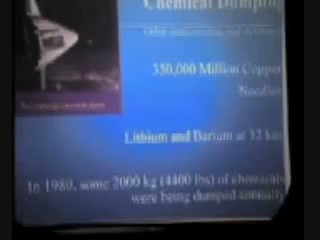 Chemical Dumping
350,000 Million Copper
Needles
Lithium and Barium at 32 km
In 1980, some 2000 kg (4400 lbs) of chemicals
were being dumped annually